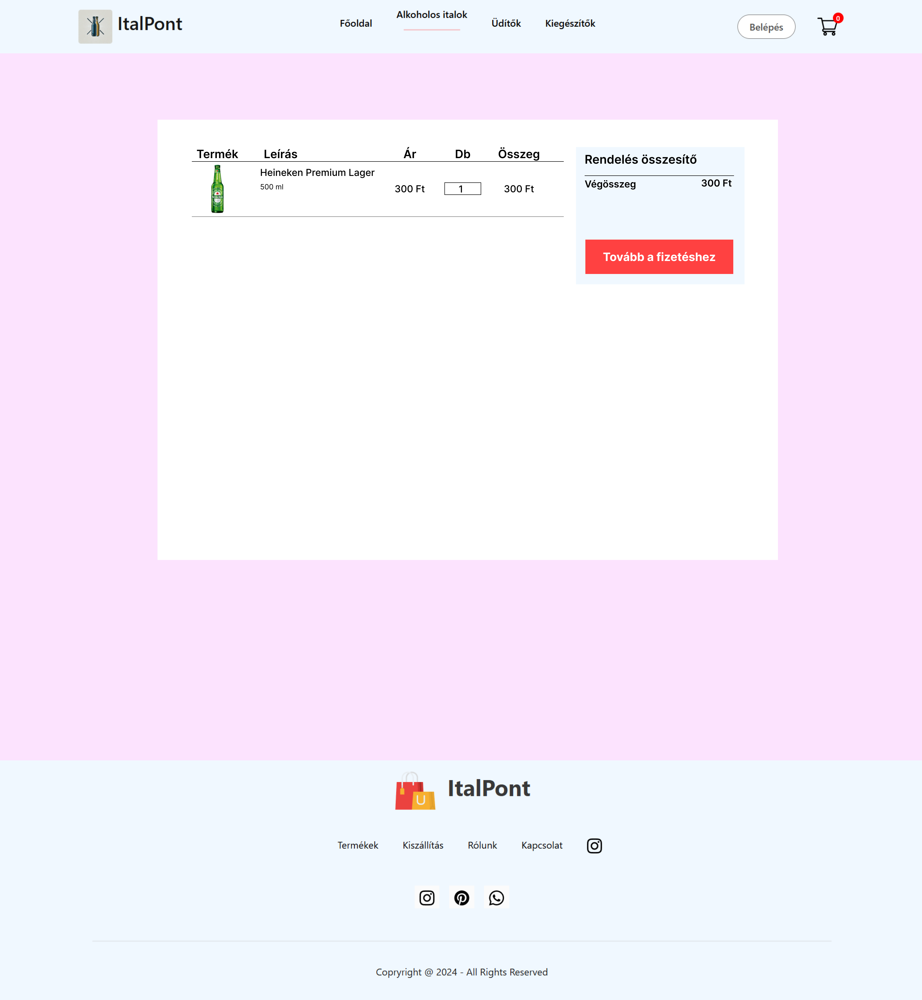 ItalPont
Főoldal
Alkoholos italok
Üdítők
Kiegészítők
Belépés
0
Termék Leírás Ár Db Összeg
Heineken Premium Lager
500 ml
300 Ft 1 300 Ft
Rendelés összesítő
Végösszeg 300 Ft
Tovább a fizetéshez
U
ItalPont
Termékek Kiszállítás Rólunk Kapcsolat
Copryright @ 2024 - All Rights Reserved